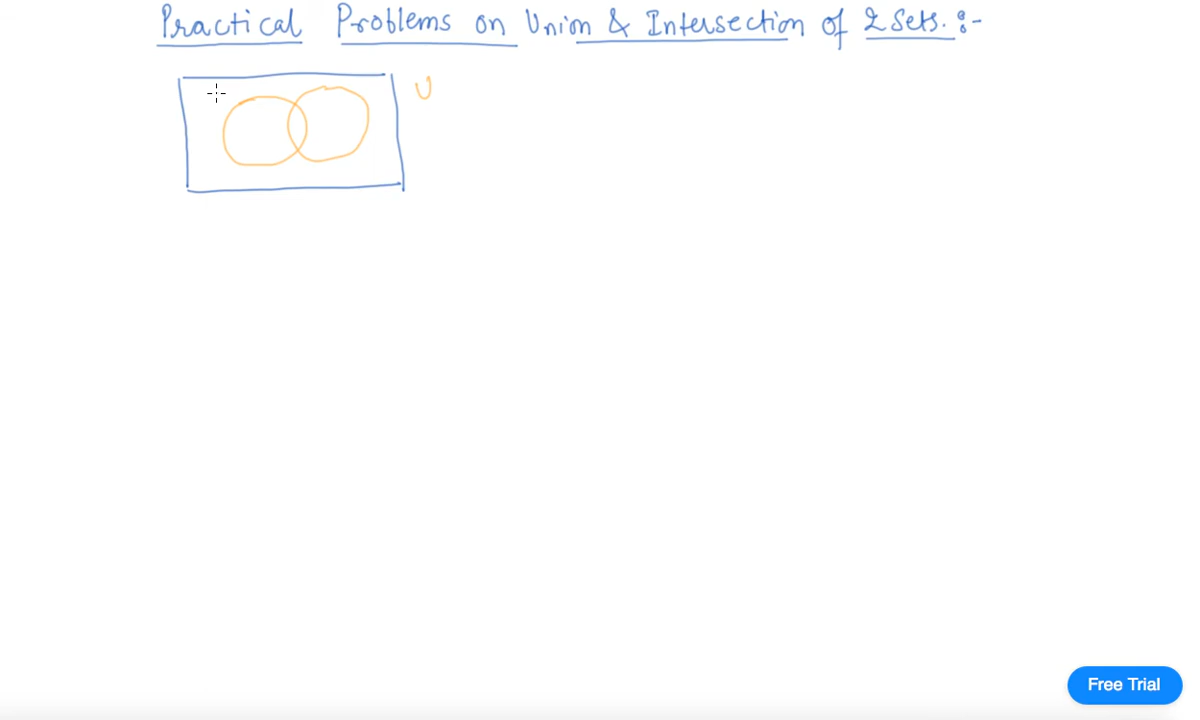 Practical Problems on Union & Intersection of 2 Sets. :-
U
Free Trial